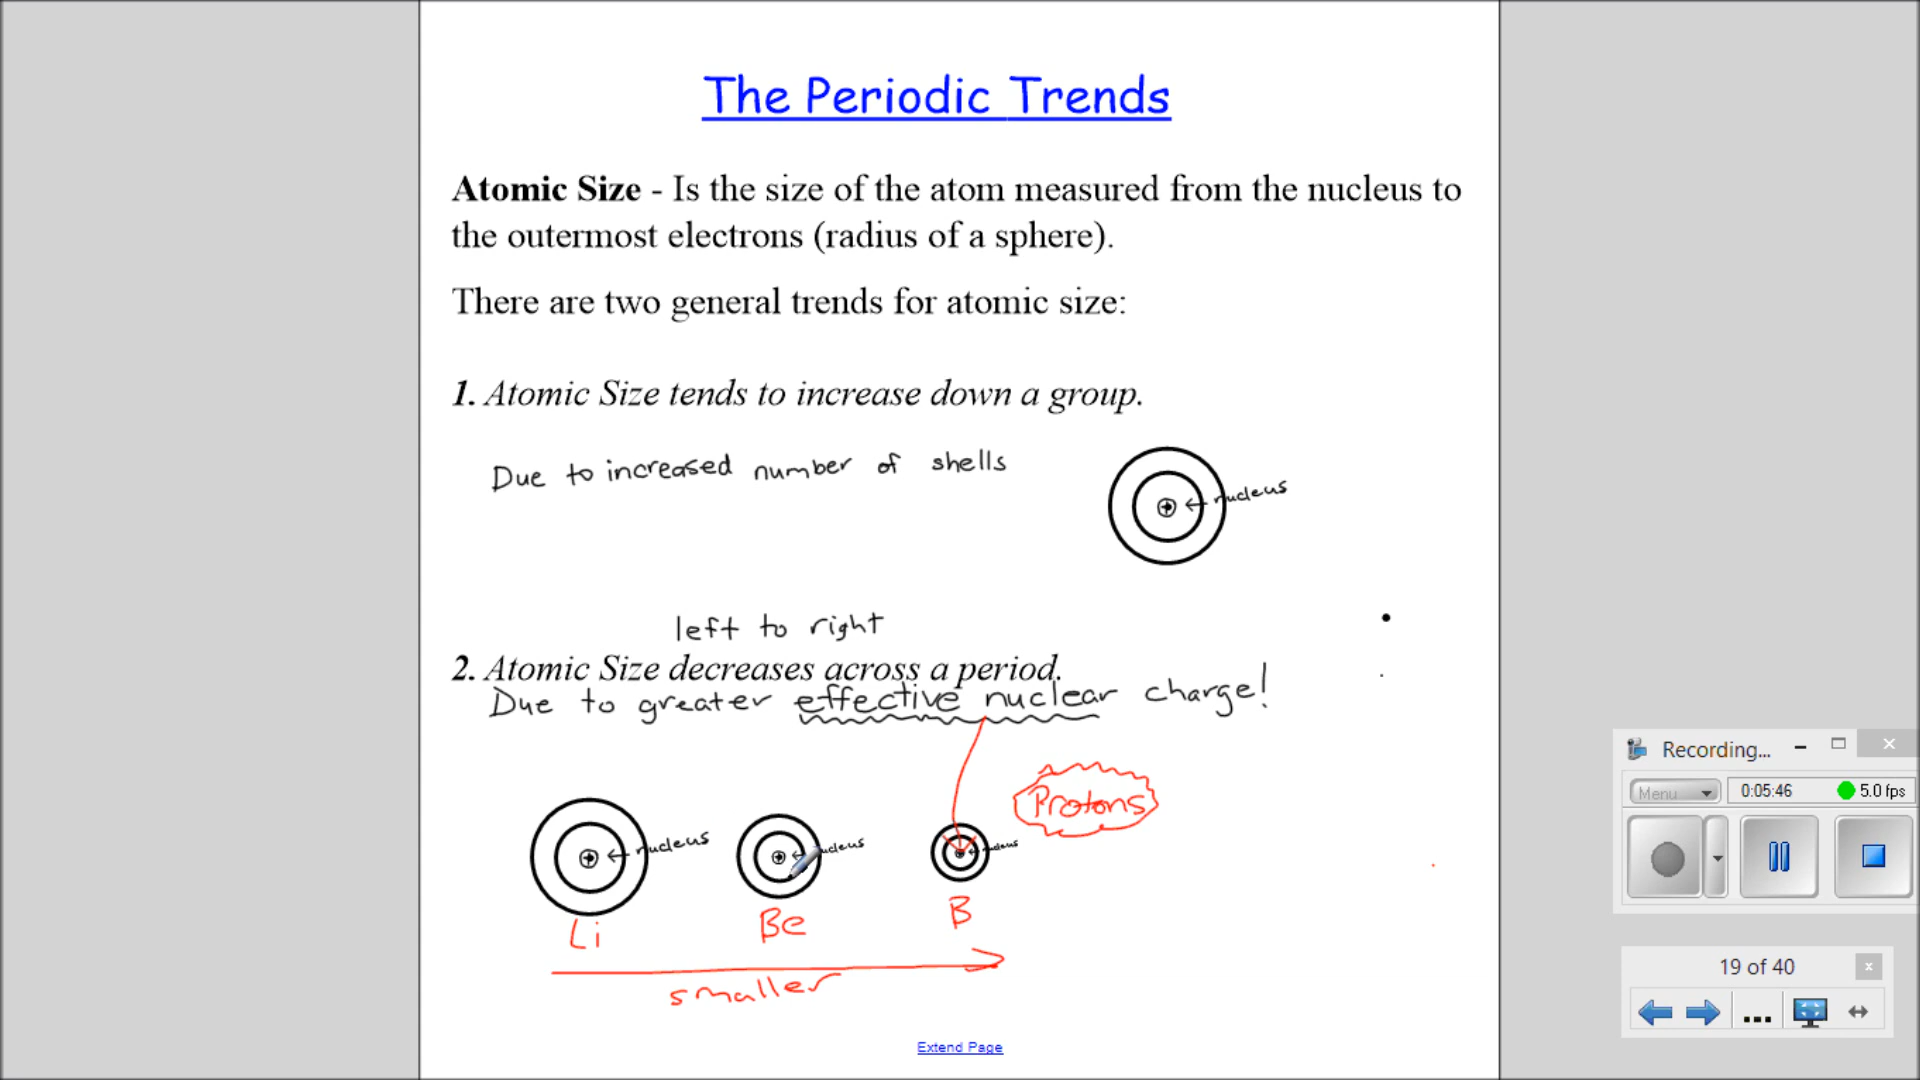 The Periodic Trends
Atomic Size - Is the size of the atom measured from the nucleus to
the outermost electrons (radius of a sphere).
There are two general trends for atomic size:
1. Atomic Size tends to increase down a group.
Due to increased number of shells
nucleus
left to right
2. Atomic Size decreases across a period.
Due to greater effective nuclear charge!
Protons
nucleus
ucleus
nucleus
Li
Be
B
smaller
Extend Page
Recording...
Menu
0:05:46
5.0 fps
19 of 40